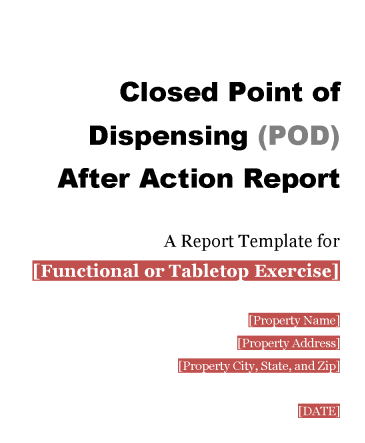 Closed Point of
Dispensing (POD)
After Action Report
A Report Template for
[Functional or Tabletop Exercise]
[Property Name]
[Property Address]
[Property City, State, and Zip]
[DATE]